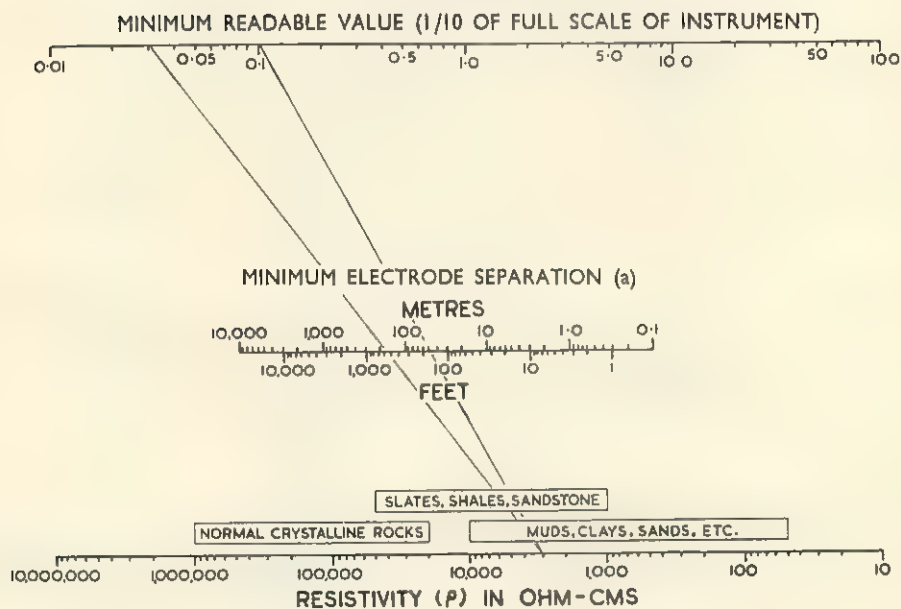 MINIMUM READABLE VALUE (1/10 OF FULL SCALE OF INSTRUMENT)
0·01 0·05 0·1 0·5 1·0 5·0 10·0 50 100
MINIMUM ELECTRODE SEPARATION (a)
METRES
10,000 1,000 100 10 1·0 0·1
10,000 1,000 100 10 1
FEET
SLATES, SHALES, SANDSTONE
NORMAL CRYSTALLINE ROCKS MUDS, CLAYS, SANDS, ETC.
10,000,000 1,000,000 100,000 10,000 1,000 100 10
RESISTIVITY (ρ) IN OHM-CMS